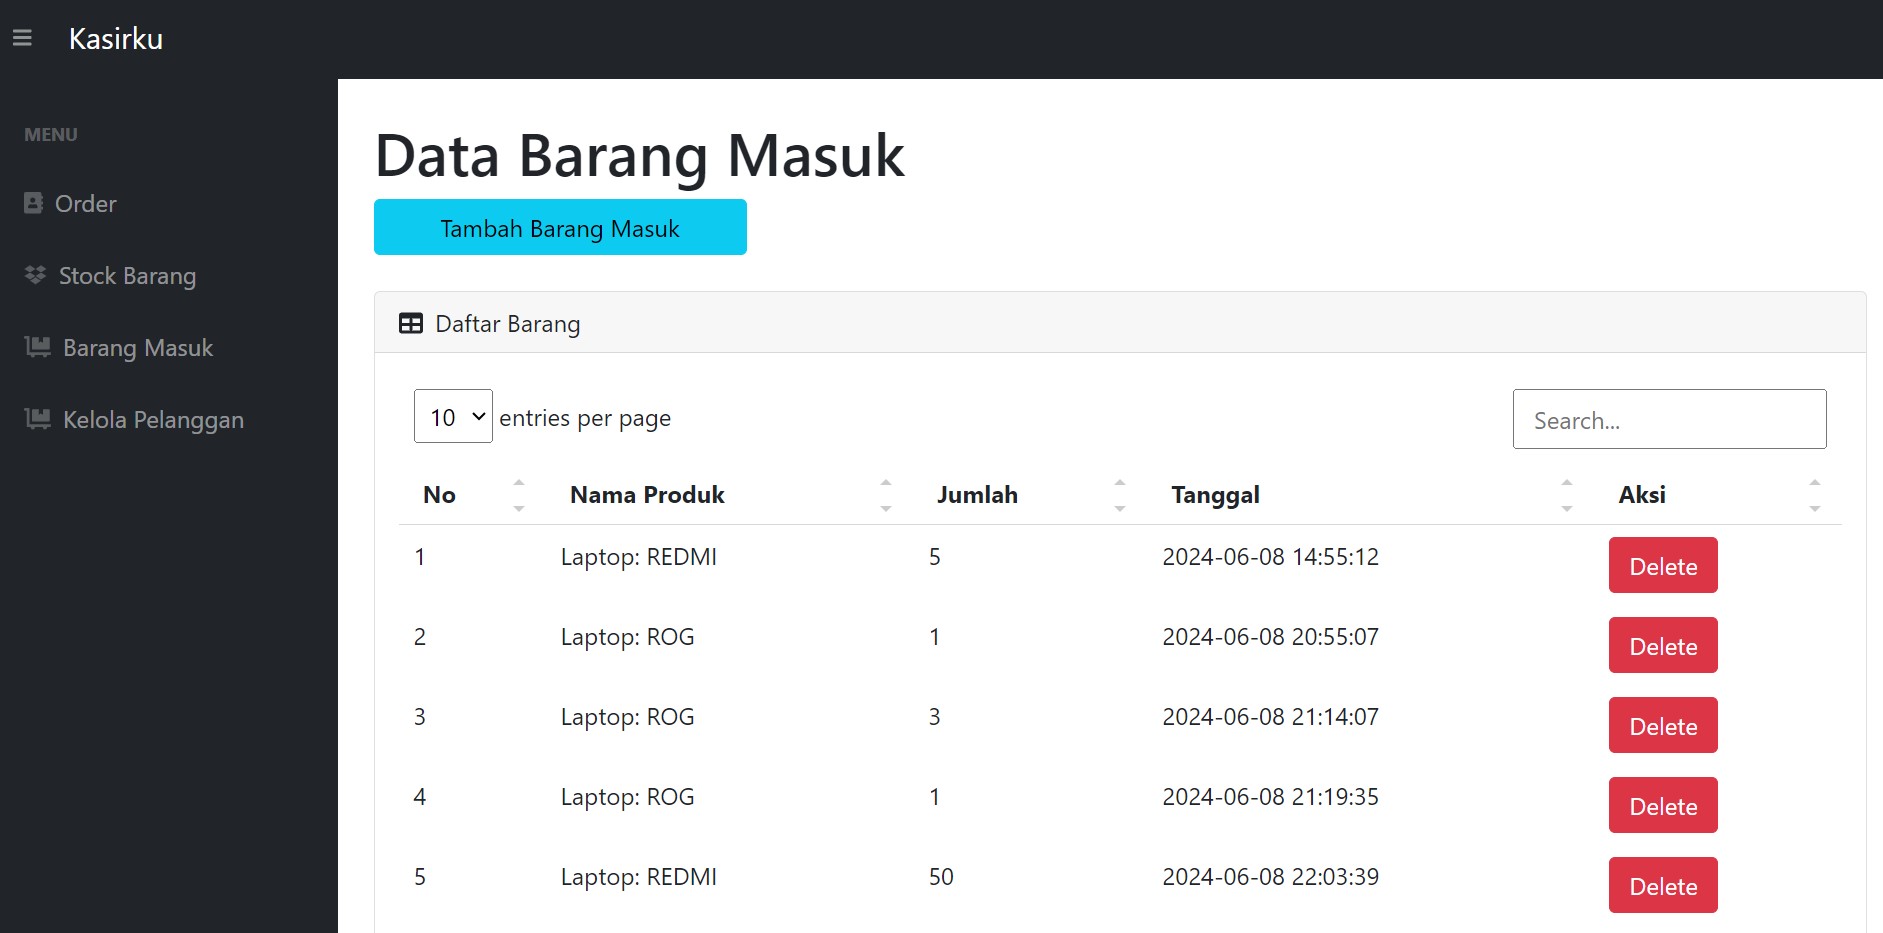 Kasirku
MENU
Order
Stock Barang
Barang Masuk
Kelola Pelanggan
Data Barang Masuk
Tambah Barang Masuk
Daftar Barang
10 entries per page
Search...
No Nama Produk Jumlah Tanggal Aksi
1 Laptop: REDMI 5 2024-06-08 14:55:12 Delete
2 Laptop: ROG 1 2024-06-08 20:55:07 Delete
3 Laptop: ROG 3 2024-06-08 21:14:07 Delete
4 Laptop: ROG 1 2024-06-08 21:19:35 Delete
5 Laptop: REDMI 50 2024-06-08 22:03:39 Delete